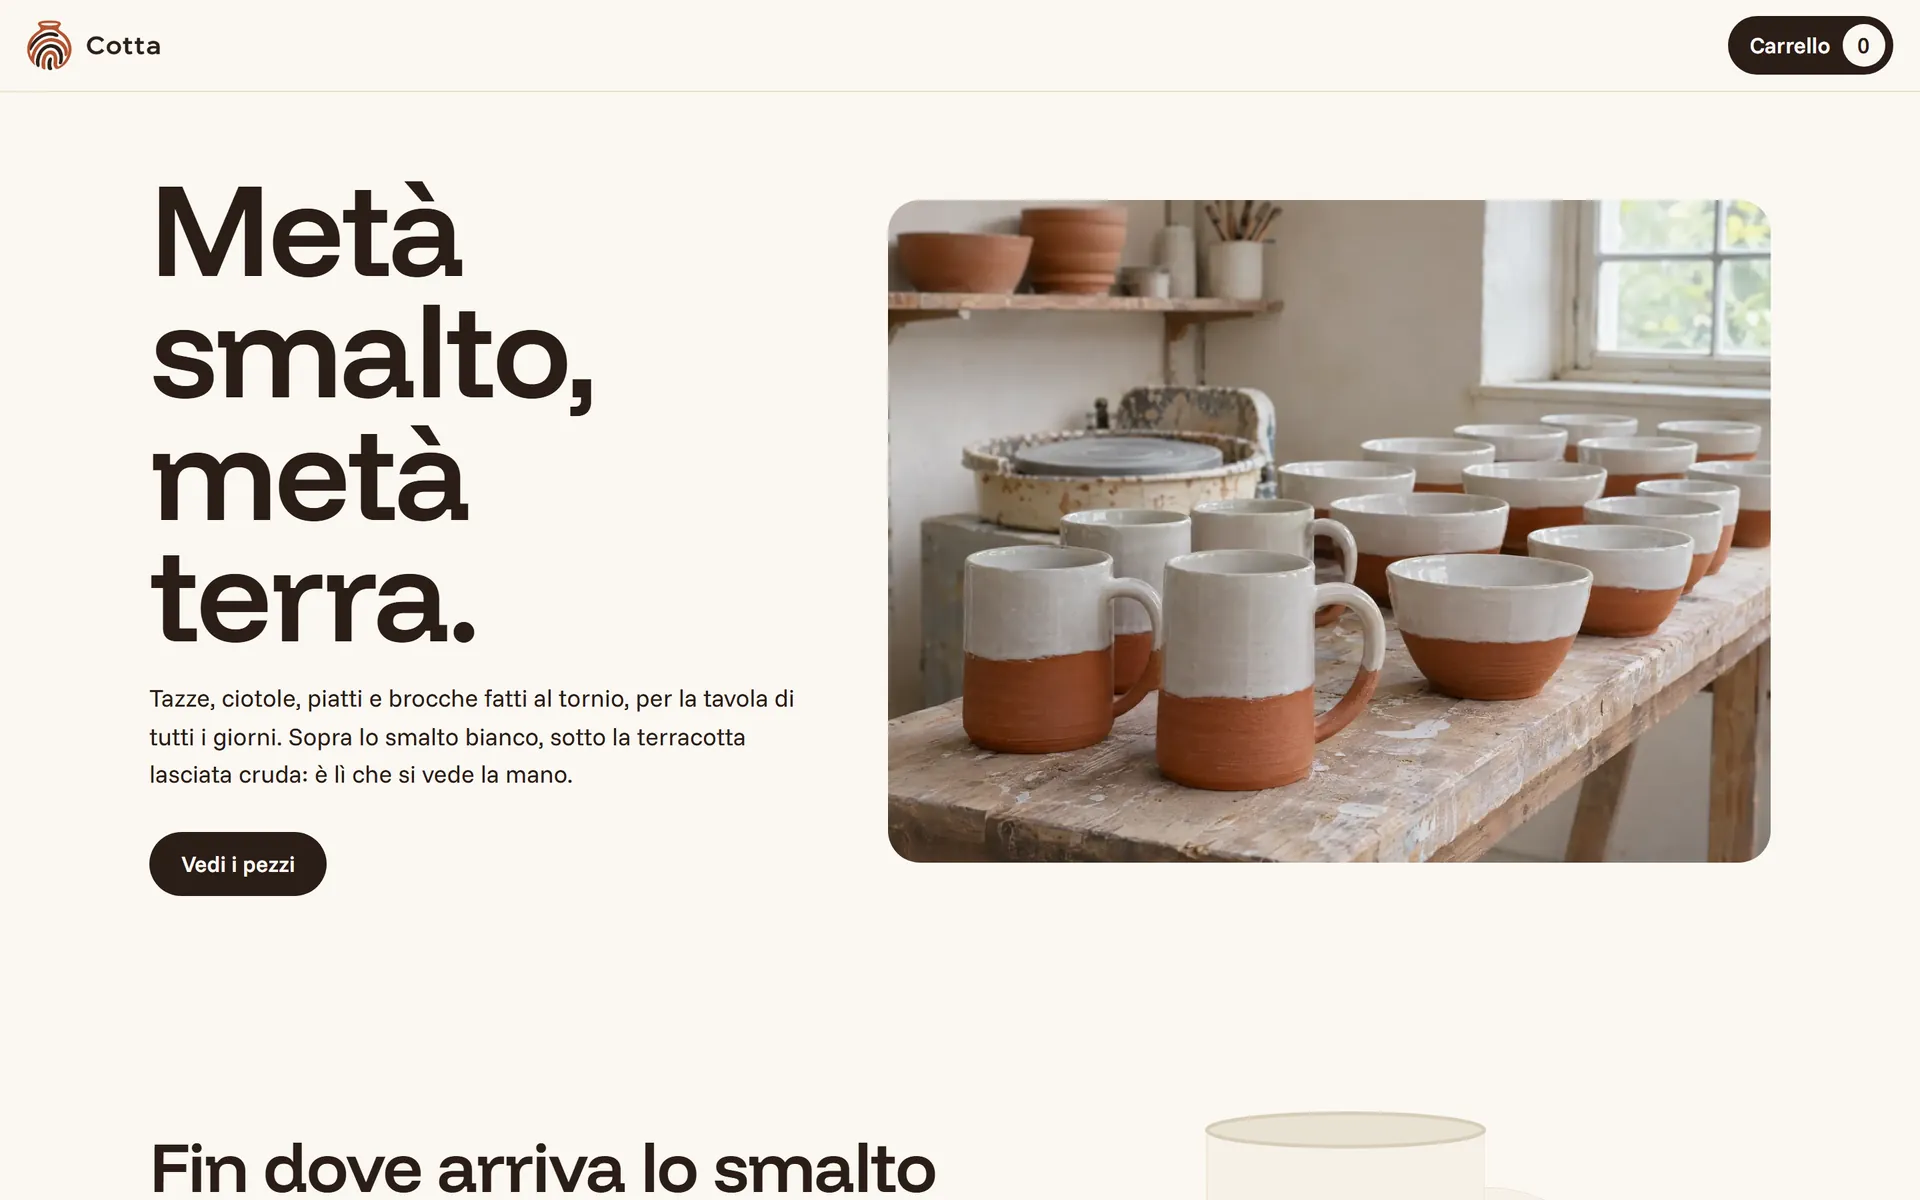 Cotta
Carrello 0
Metà
smalto,
metà
terra.
Tazze, ciotole, piatti e brocche fatti al tornio, per la tavola di
tutti i giorni. Sopra lo smalto bianco, sotto la terracotta
lasciata cruda: è lì che si vede la mano.
Vedi i pezzi
Fin dove arriva lo smalto